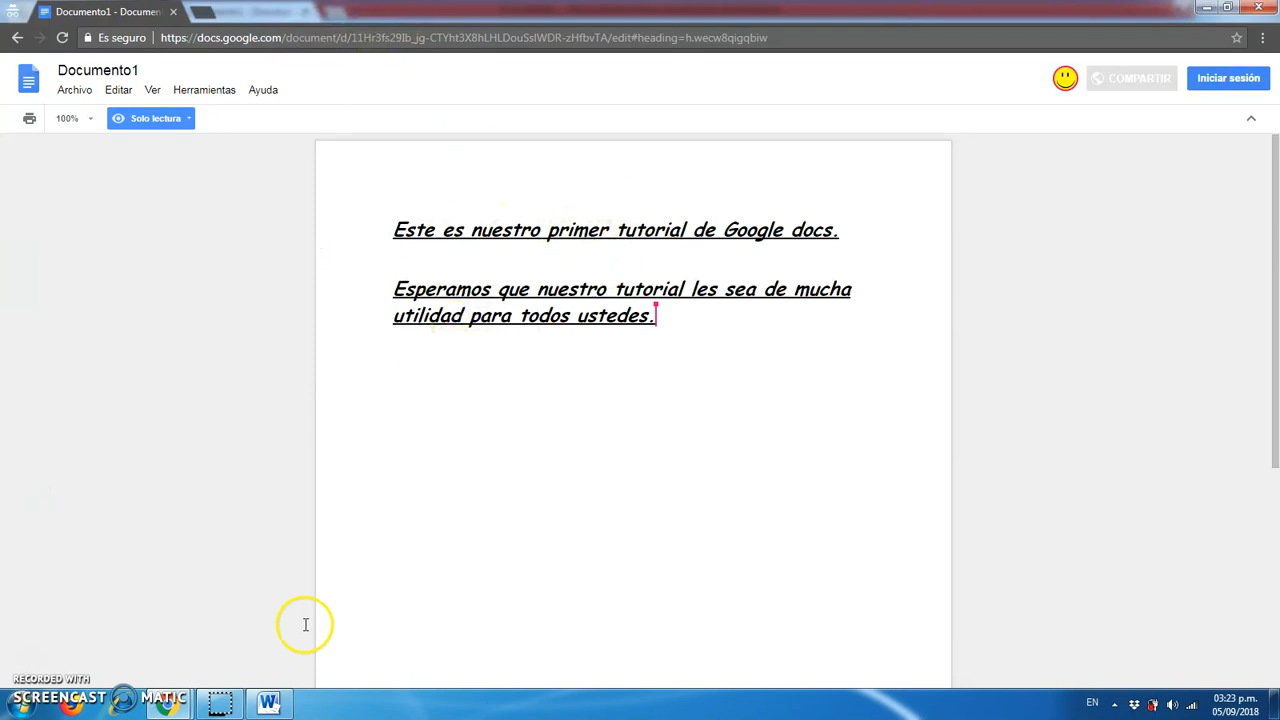 Documento1 - Documen
Es seguro
https://docs.google.com/document/d/11Hr3fs29Ib_jg-CTYht3X8hLHLDouSsIWDR-zHfbvTA/edit#heading=h.wecw8qigqbiw
Documento1
Archivo Editar Ver Herramientas Ayuda
COMPARTIR
Iniciar sesión
100%
Solo lectura
Este es nuestro primer tutorial de Google docs.
Esperamos que nuestro tutorial les sea de mucha
utilidad para todos ustedes.
RECORDED WITH
SCREENCAST MATIC
EN
03:23 p.m.
05/09/2018